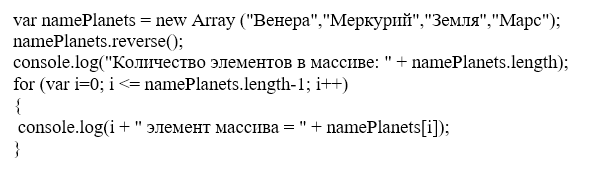 var namePlanets = new Array ("Венера","Меркурий","Земля","Марс");
namePlanets.reverse();
console.log("Количество элементов в массиве: " + namePlanets.length);
for (var i=0; i <= namePlanets.length-1; i++)
{
console.log(i + " элемент массива = " + namePlanets[i]);
}